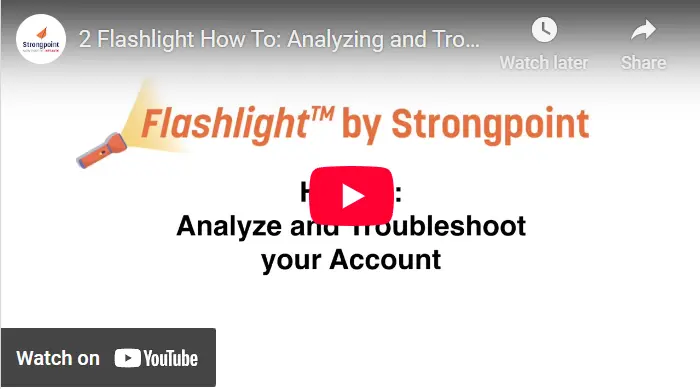 2 Flashlight How To: Analyzing and Tro...
Watch later
Share
Strongpoint
Flashlight™ by Strongpoint
Analyze and Troubleshoot
your Account
Watch on YouTube